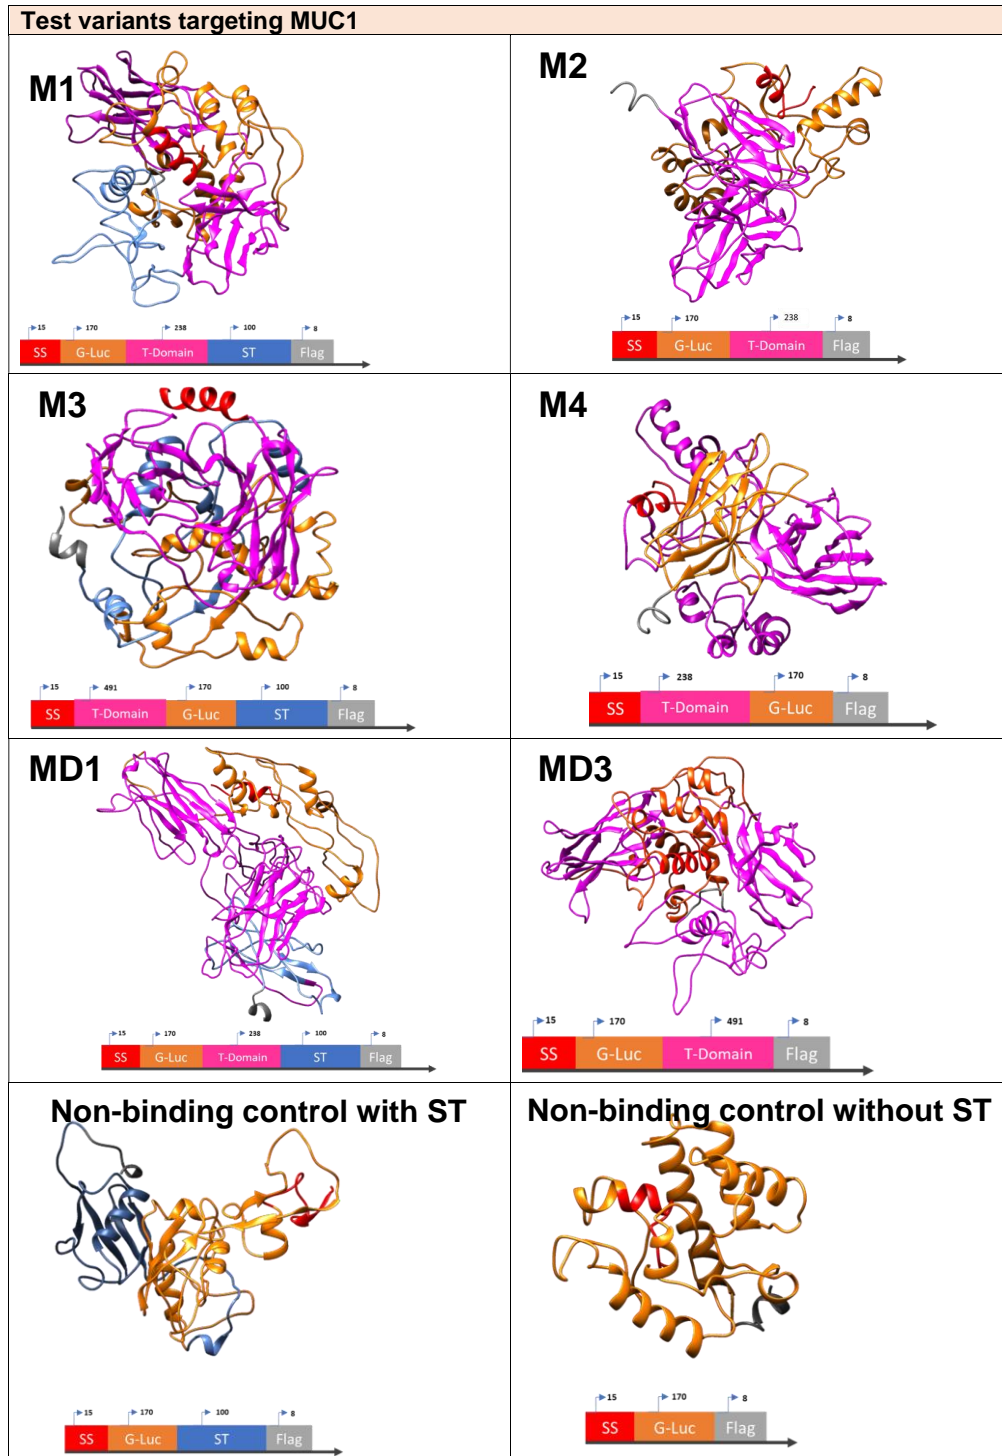 Test variants targeting MUC1
M1
15 170 238 100 8
SS G-Luc T-Domain ST Flag
M2
15 170 238 8
SS G-Luc T-Domain Flag
M3
15 491 170 100 8
SS T-Domain G-Luc ST Flag
M4
15 238 170 8
SS T-Domain G-Luc Flag
MD1
15 170 238 100 8
SS G-Luc T-Domain ST Flag
MD3
15 170 491 8
SS G-Luc T-Domain Flag
Non-binding control with ST
15 170 100 8
SS G-Luc ST Flag
Non-binding control without ST
15 170 8
SS G-Luc Flag